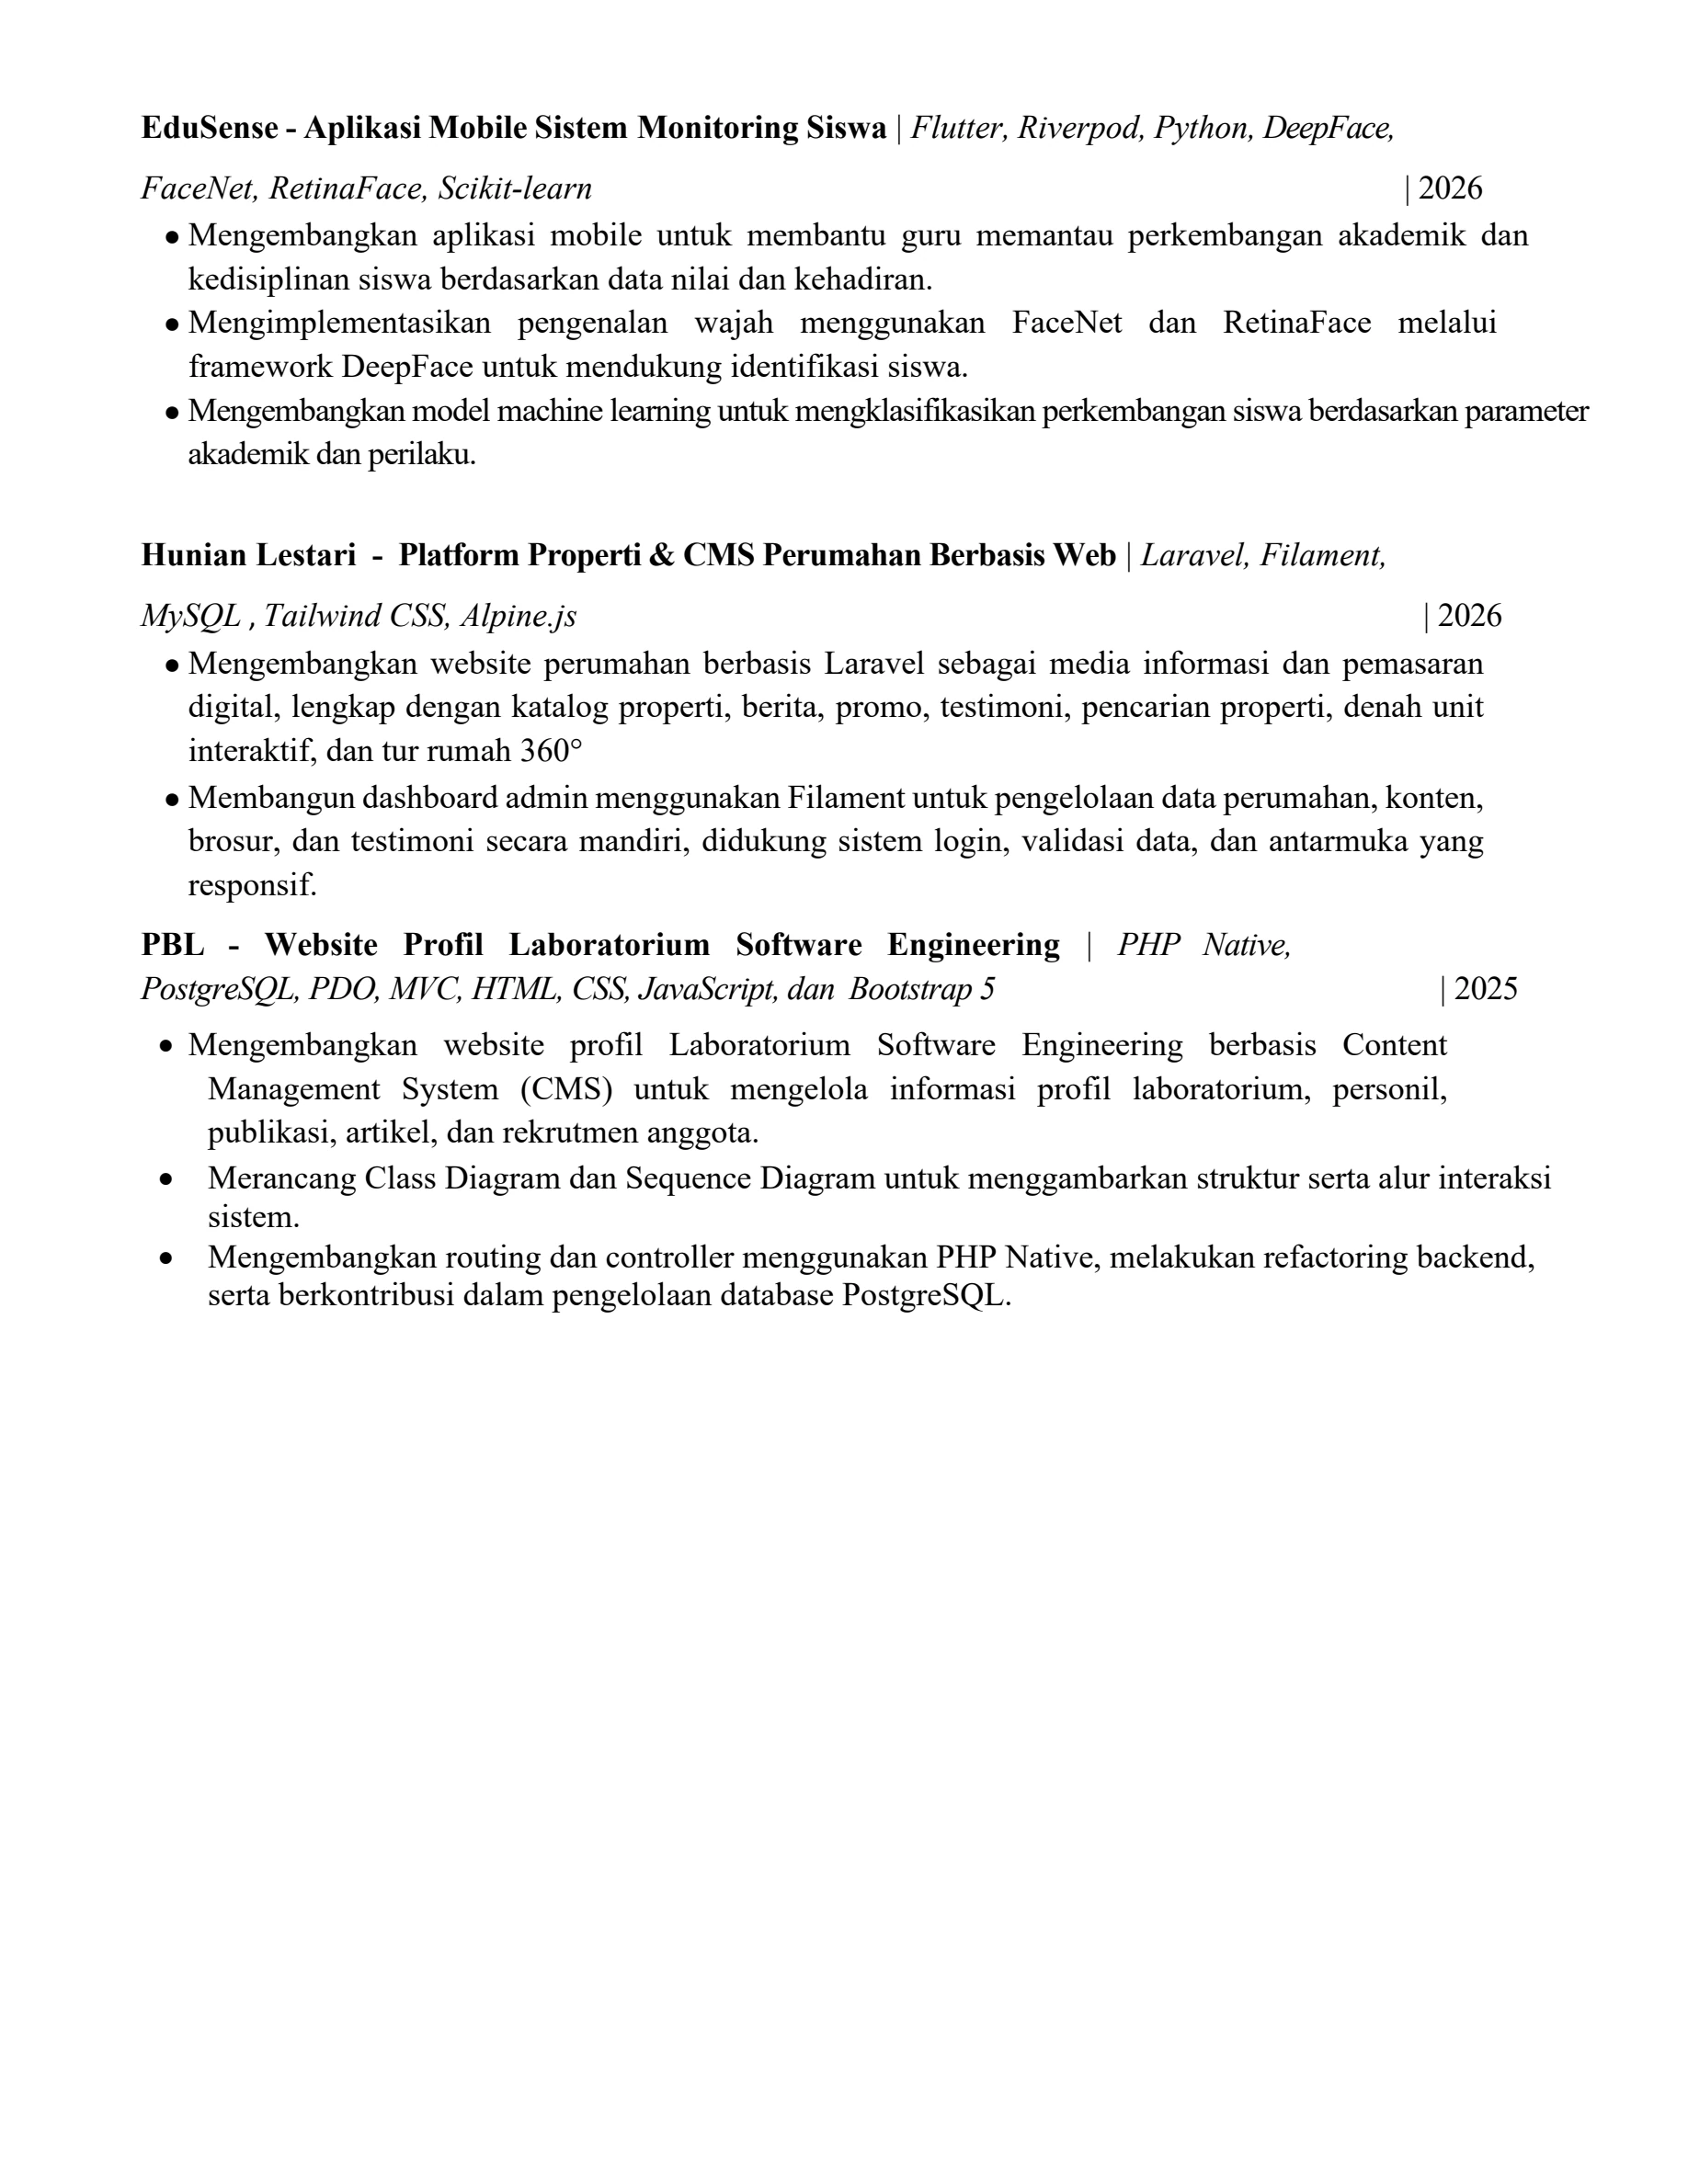 EduSense - Aplikasi Mobile Sistem Monitoring Siswa | Flutter, Riverpod, Python, DeepFace,
FaceNet, RetinaFace, Scikit-learn | 2026
● Mengembangkan aplikasi mobile untuk membantu guru memantau perkembangan akademik dan
kedisiplinan siswa berdasarkan data nilai dan kehadiran.
● Mengimplementasikan pengenalan wajah menggunakan FaceNet dan RetinaFace melalui
framework DeepFace untuk mendukung identifikasi siswa.
● Mengembangkan model machine learning untuk mengklasifikasikan perkembangan siswa berdasarkan parameter
akademik dan perilaku.
Hunian Lestari - Platform Properti & CMS Perumahan Berbasis Web | Laravel, Filament,
MySQL , Tailwind CSS, Alpine.js | 2026
● Mengembangkan website perumahan berbasis Laravel sebagai media informasi dan pemasaran
digital, lengkap dengan katalog properti, berita, promo, testimoni, pencarian properti, denah unit
interaktif, dan tur rumah 360°
● Membangun dashboard admin menggunakan Filament untuk pengelolaan data perumahan, konten,
brosur, dan testimoni secara mandiri, didukung sistem login, validasi data, dan antarmuka yang
responsif.
PBL - Website Profil Laboratorium Software Engineering | PHP Native,
PostgreSQL, PDO, MVC, HTML, CSS, JavaScript, dan Bootstrap 5 | 2025
● Mengembangkan website profil Laboratorium Software Engineering berbasis Content
Management System (CMS) untuk mengelola informasi profil laboratorium, personil,
publikasi, artikel, dan rekrutmen anggota.
● Merancang Class Diagram dan Sequence Diagram untuk menggambarkan struktur serta alur interaksi
sistem.
● Mengembangkan routing dan controller menggunakan PHP Native, melakukan refactoring backend,
serta berkontribusi dalam pengelolaan database PostgreSQL.